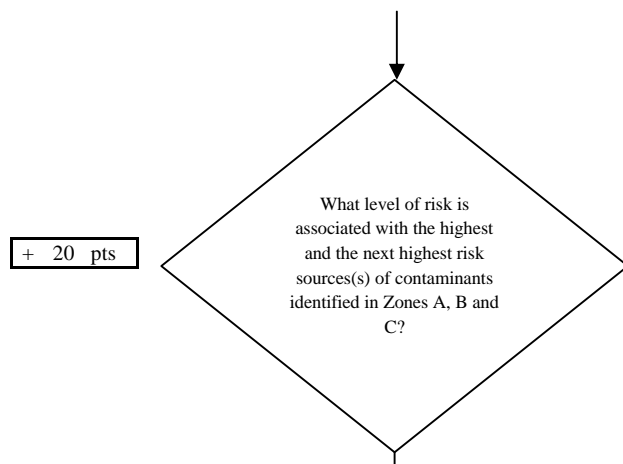 What level of risk is
associated with the highest
and the next highest risk
sources(s) of contaminants
identified in Zones A, B and
C?
+ 20 pts